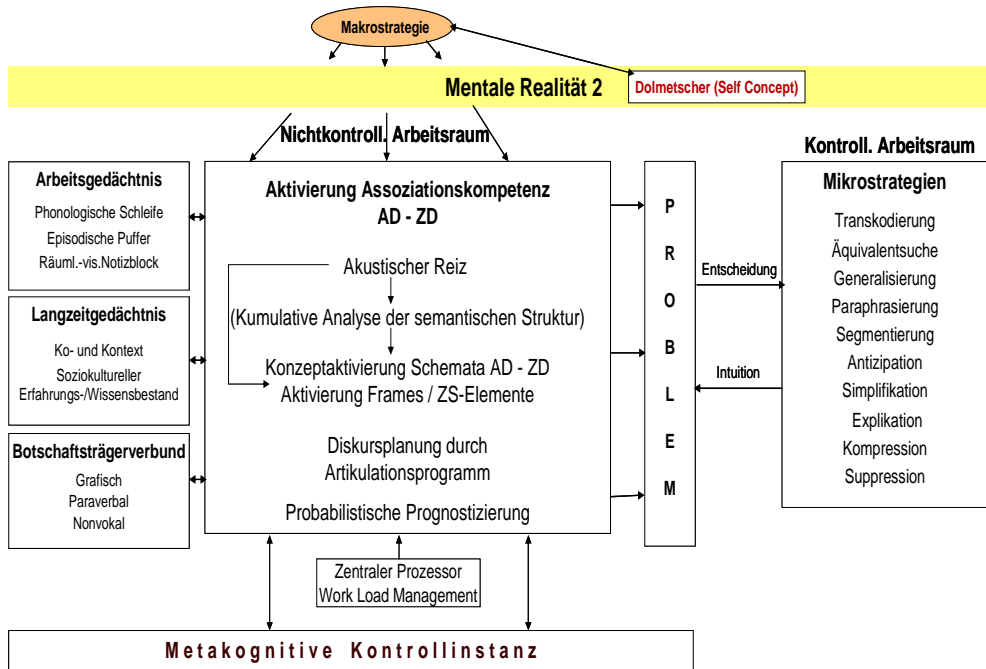 Makrostrategie
Mentale Realität 2
Dolmetscher (Self Concept)
Nichtkontroll. Arbeitsraum
Arbeitsgedächtnis
Phonologische Schleife
Episodische Puffer
Räuml.-vis.Notizblock
Langzeitgedächtnis
Ko- und Kontext
Soziokultureller
Erfahrungs-/Wissensbestand
Botschaftsträgerverbund
Grafisch
Paraverbal
Nonvokal
Aktivierung Assoziationskompetenz
AD - ZD
Akustischer Reiz
(Kumulative Analyse der semantischen Struktur)
Konzeptaktivierung Schemata AD - ZD
Aktivierung Frames / ZS-Elemente
Diskursplanung durch
Artikulationsprogramm
Probabilistische Prognostizierung
P
R
O
B
L
E
M
Entscheidung
Intuition
Kontroll. Arbeitsraum
Mikrostrategien
Transkodierung
Äquivalentsuche
Generalisierung
Paraphrasierung
Segmentierung
Antizipation
Simplifikation
Explikation
Kompression
Suppression
Zentraler Prozessor
Work Load Management
Metakognitive Kontrollinstanz